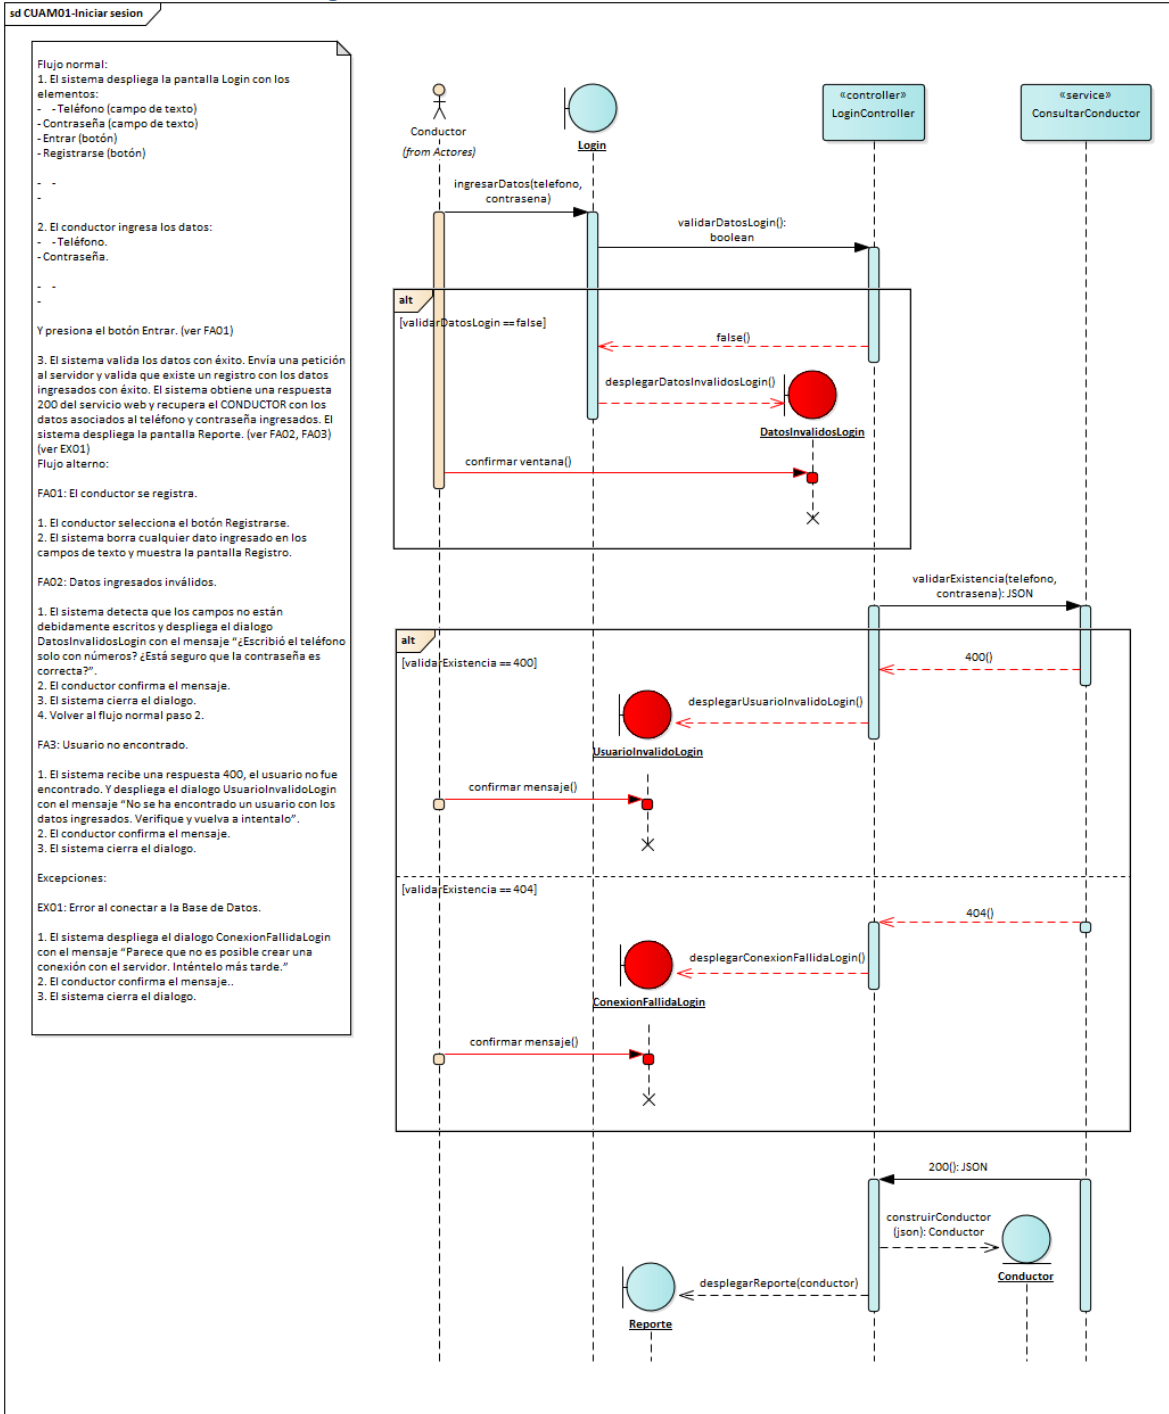 sd CUAM01-Iniciar sesion
Flujo normal:
1. El sistema despliega la pantalla Login con los
elementos:
-   - Teléfono (campo de texto)
- Contraseña (campo de texto)
- Entrar (botón)
- Registrarse (botón)
-   -
-
2. El conductor ingresa los datos:
-   - Teléfono.
- Contraseña.
-   -
-
Y presiona el botón Entrar. (ver FA01)
3. El sistema valida los datos con éxito. Envía una petición
al servidor y valida que existe un registro con los datos
ingresados con éxito. El sistema obtiene una respuesta
200 del servicio web y recupera el CONDUCTOR con los
datos asociados al teléfono y contraseña ingresados. El
sistema despliega la pantalla Reporte. (ver FA02, FA03)
(ver EX01)
Flujo alterno:
FA01: El conductor se registra.
1. El conductor selecciona el botón Registrarse.
2. El sistema borra cualquier dato ingresado en los
campos de texto y muestra la pantalla Registro.
FA02: Datos ingresados inválidos.
1. El sistema detecta que los campos no están
debidamente escritos y despliega el dialogo
DatosInvalidosLogin con el mensaje “¿Escribió el teléfono
solo con números? ¿Está seguro que la contraseña es
correcta?”.
2. El conductor confirma el mensaje.
3. El sistema cierra el dialogo.
4. Volver al flujo normal paso 2.
FA3: Usuario no encontrado.
1. El sistema recibe una respuesta 400, el usuario no fue
encontrado. Y despliega el dialogo UsuarioInvalidoLogin
con el mensaje “No se ha encontrado un usuario con los
datos ingresados. Verifique y vuelva a intentalo”.
2. El conductor confirma el mensaje.
3. El sistema cierra el dialogo.
Excepciones:
EX01: Error al conectar a la Base de Datos.
1. El sistema despliega el dialogo ConexionFallidaLogin
con el mensaje “Parece que no es posible crear una
conexión con el servidor. Inténtelo más tarde.”
2. El conductor confirma el mensaje..
3. El sistema cierra el dialogo.
Conductor
(from Actores)
Login
«controller»
LoginController
«service»
ConsultarConductor
ingresarDatos(telefono,
contrasena)
validarDatosLogin():
boolean
alt
[validarDatosLogin ==false]
false()
desplegarDatosInvalidosLogin()
DatosInvalidosLogin
confirmar ventana()
validarExistencia(telefono,
contrasena): JSON
alt
[validarExistencia == 400]
400()
desplegarUsuarioInvalidoLogin()
UsuarioInvalidoLogin
confirmar mensaje()
[validarExistencia == 404]
404()
desplegarConexionFallidaLogin()
ConexionFallidaLogin
confirmar mensaje()
200(): JSON
construirConductor
(json): Conductor
Conductor
desplegarReporte(conductor)
Reporte